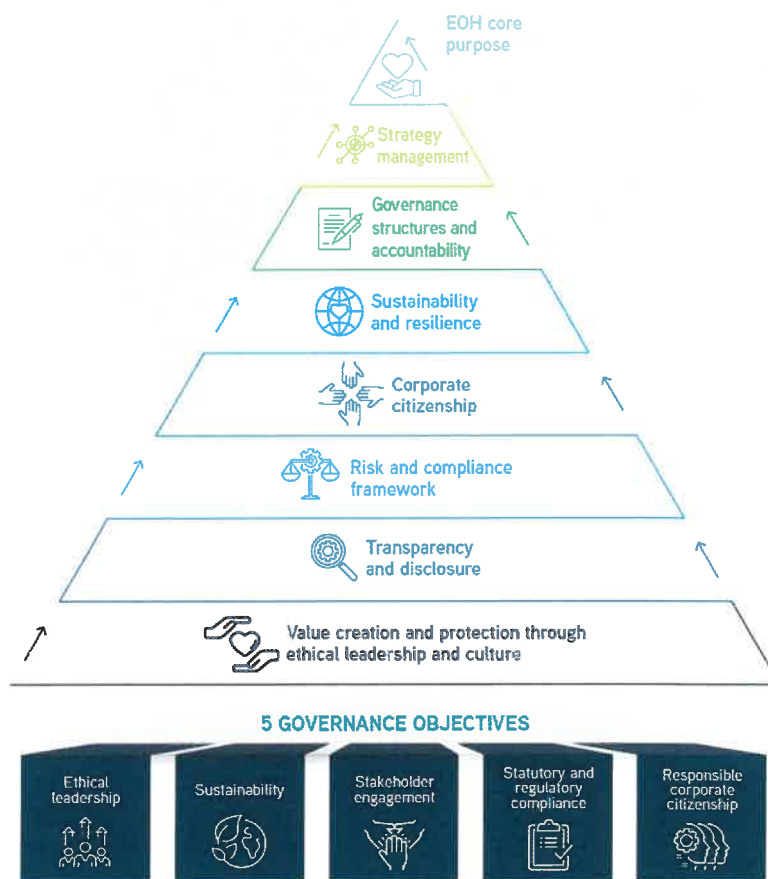 EOH core
purpose
Strategy
management
Governance
structures and
accountability
Sustainability
and resilience
Corporate
citizenship
Risk and compliance
framework
Transparency
and disclosure
Value creation and protection through
ethical leadership and culture
5 GOVERNANCE OBJECTIVES
Ethical
leadership
Sustainability
Stakeholder
engagement
Statutory and
regulatory
compliance
Responsible
corporate
citizenship